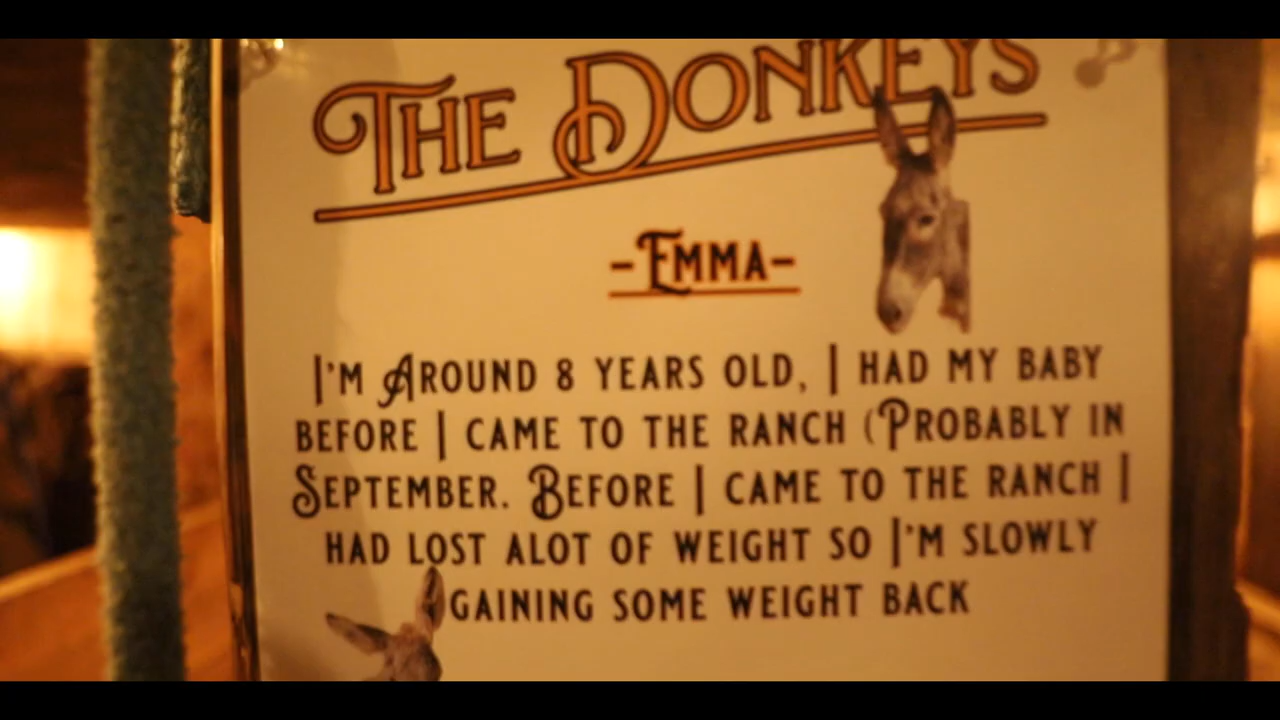 The Donkeys
-Emma-
I'm Around 8 years old, I had my baby
before I came to the ranch (Probably in
September. Before I came to the ranch I
had lost alot of weight so I'm slowly
gaining some weight back